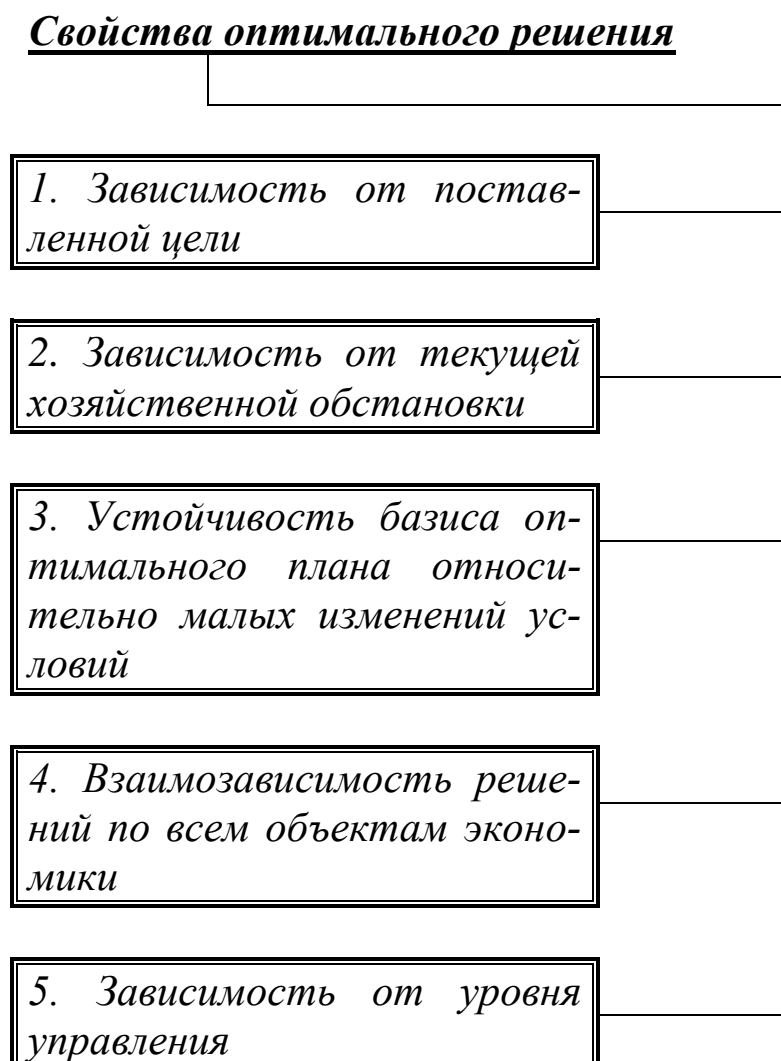 Свойства оптимального решения
1. Зависимость от постав-
ленной цели
2. Зависимость от текущей
хозяйственной обстановки
3. Устойчивость базиса оп-
тимального плана относи-
тельно малых изменений ус-
ловий
4. Взаимозависимость реше-
ний по всем объектам эконо-
мики
5. Зависимость от уровня
управления